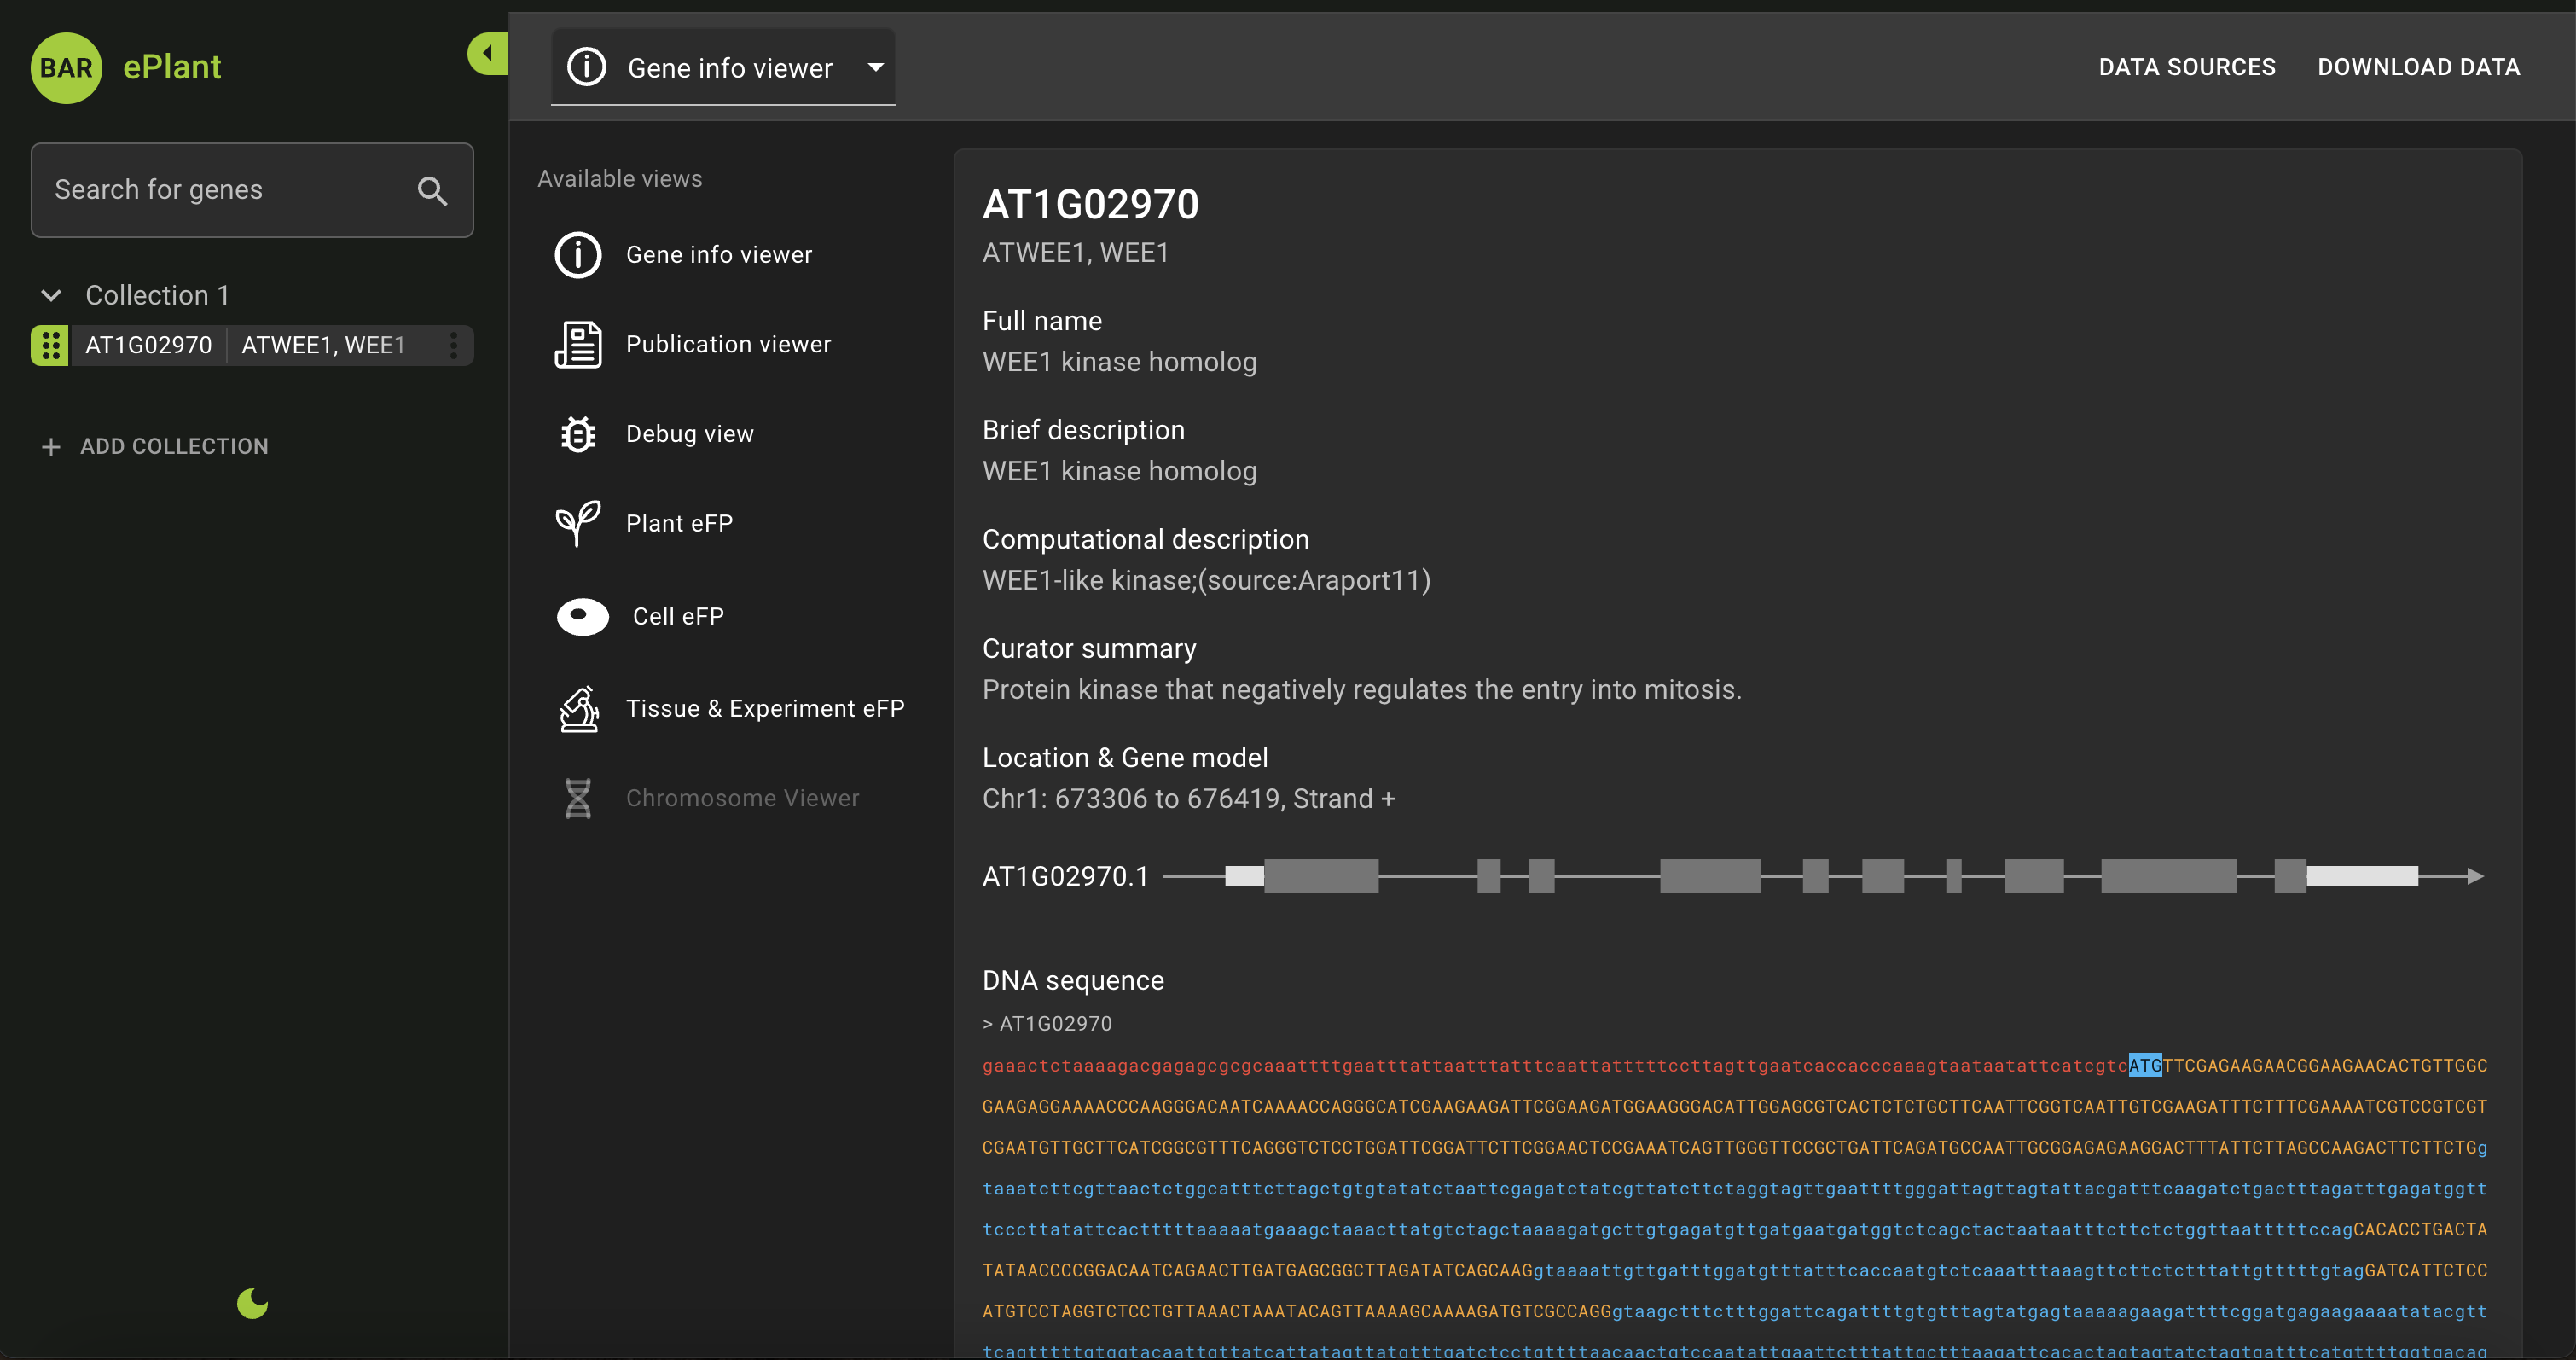 BAR ePlant
Search for genes
Collection 1
AT1G02970 ATWEE1, WEE1
ADD COLLECTION
Gene info viewer
DATA SOURCES DOWNLOAD DATA
Available views
Gene info viewer
Publication viewer
Debug view
Plant eFP
Cell eFP
Tissue & Experiment eFP
Chromosome Viewer
AT1G02970
ATWEE1, WEE1
Full name
WEE1 kinase homolog
Brief description
WEE1 kinase homolog
Computational description
WEE1-like kinase;(source:Araport11)
Curator summary
Protein kinase that negatively regulates the entry into mitosis.
Location & Gene model
Chr1: 673306 to 676419, Strand +
AT1G02970.1
DNA sequence
> AT1G02970
gaaactctaaaagacgagagcgcgcaaattttgaatttattaatttatttcaattatttttccttagttgaatcaccacccaaagtaataatattcatcgtcATGTTCGAGAAGAACGGAAGAACACTGTTGGC
GAAGAGGAAAACCCAAGGGACAATCAAAACCAGGGCATCGAAGAAGATTCGGAAGATGGAAGGGACATTGGAGCGTCACTCTCTGCTTCAATTCGGTCAATTGTCGAAGATTTCTTTCGAAAATCGTCCGTCGT
CGAATGTTGCTTCATCGGCGTTTCAGGGTCTCCTGGATTCGGATTCTTCGGAACTCCGAAATCAGTTGGGTTCCGCTGATTCAGATGCCAATTGCGGAGAGAAGGACTTTATTCTTAGCCAAGACTTCTTCTGg
taaatcttcgttaactctggcatttcttagctgtgtatatctaattcgagatctatcgttatcttctaggtagttgaattttgggattagttagtattacgatttcaagatctgactttagatttgagatggtt
tcccttatattcactttttaaaaatgaaagctaaacttatgtctagctaaaagatgcttgtgagatgttgatgaatgatggtctcagctactaataatttcttctctggttaatttttccagCACACCTGACTA
TATAACCCCGGACAATCAGAACTTGATGAGCGGCTTAGATATCAGCAAGgtaaaattgttgatttggatgtttatttcaccaatgtctcaaatttaaagttcttctctttattgtttttgtagGATCATTCTCC
ATGTCCTAGGTCTCCTGTTAAACTAAATACAGTTAAAAGCAAAAGATGTCGCCAGGgtaagctttctttggattcagattttgtgtttagtatgagtaaaaagaagattttcggatgagaagaaaatatacgtt
tcagtttttgtggtacaattgttatcattatagttatgtttgatctcctgttttaacaactgtccaatattgaattctttattgctttaagattcacactagtagtatctagtgatttcatgttttggtgacag